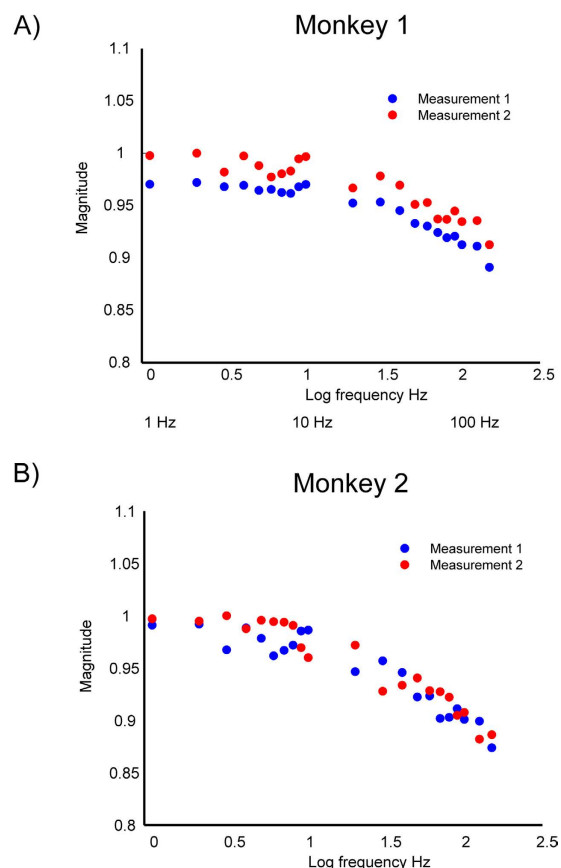 A)
Monkey 1
1.1
1.05
1
0.95
0.9
0.85
0.8
Magnitude
Measurement 1
Measurement 2
0 0.5 1 1.5 2 2.5
Log frequency Hz
1 Hz 10 Hz 100 Hz
B)
Monkey 2
1.1
1.05
1
0.95
0.9
0.85
0.8
Magnitude
Measurement 1
Measurement 2
0 0.5 1 1.5 2 2.5
Log frequency Hz